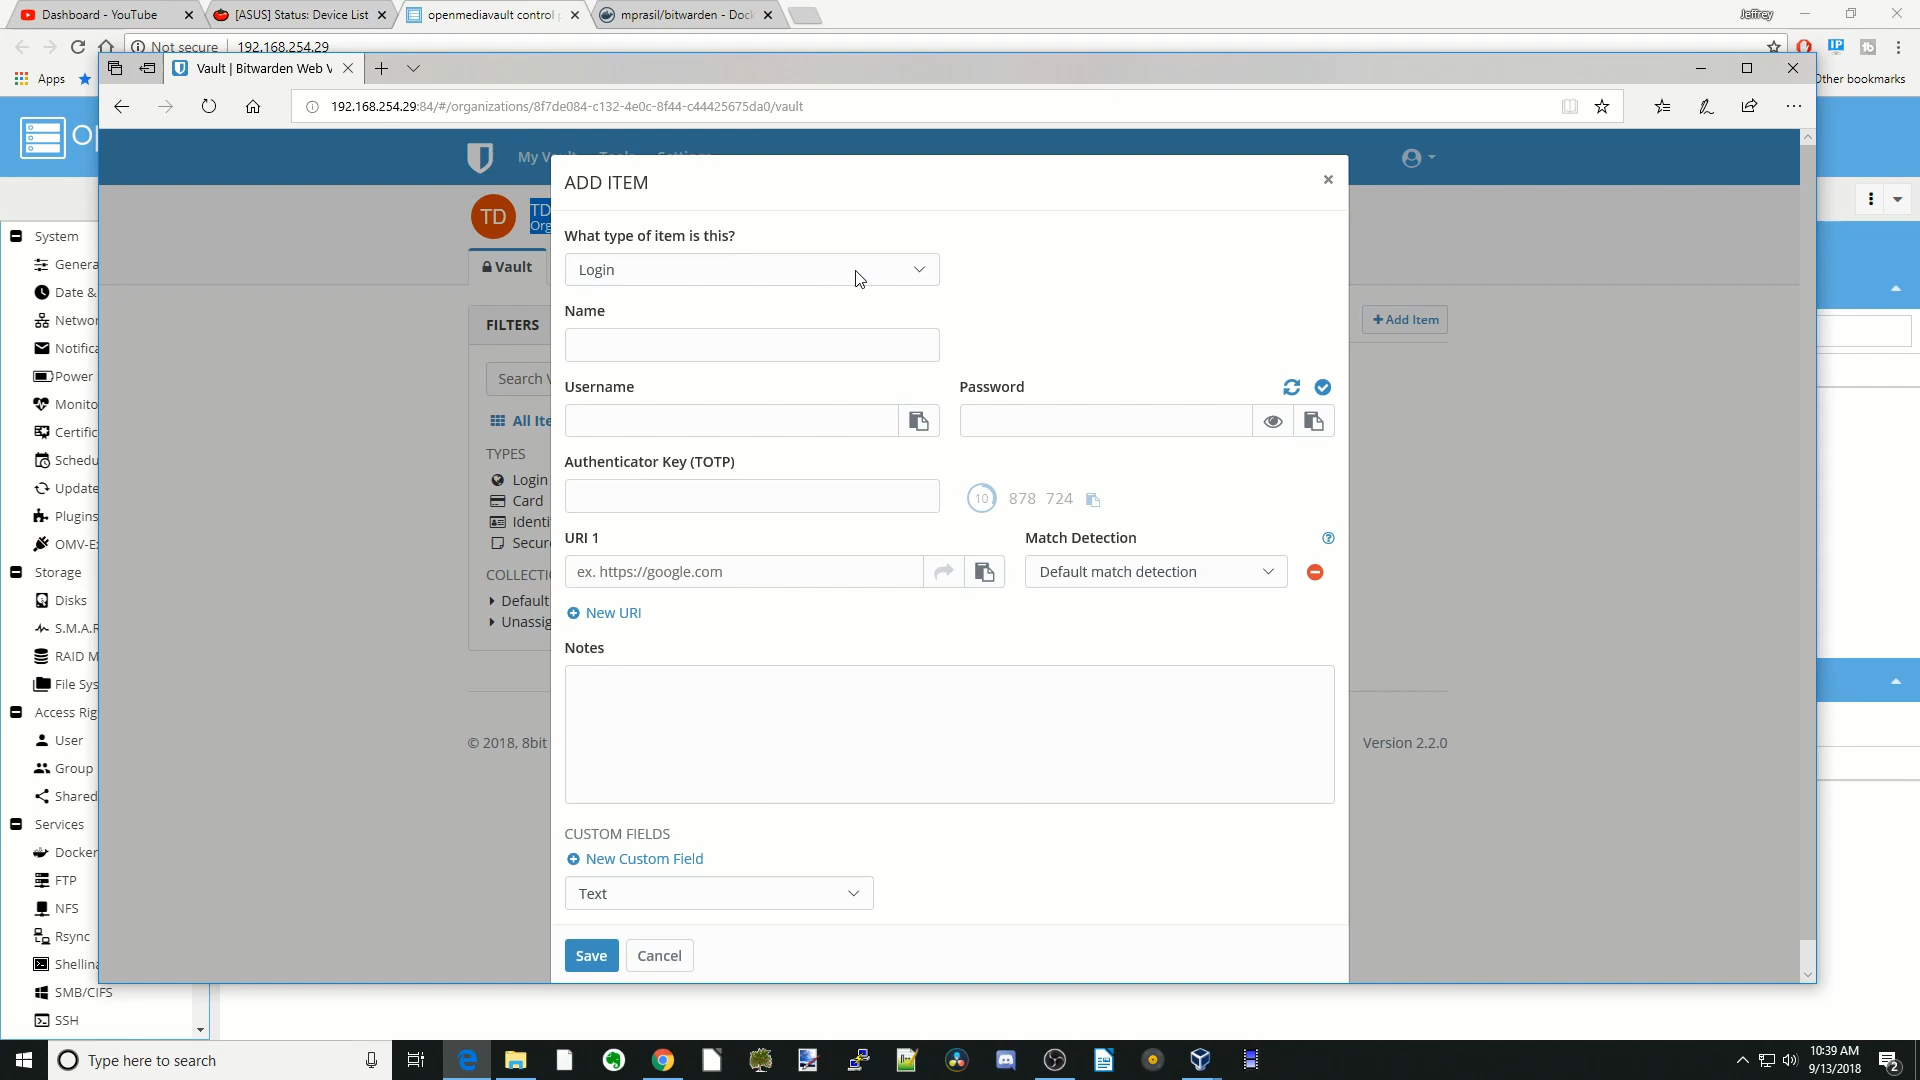 Dashboard - YouTube
[ASUS] Status: Device List
openmediavault control
mprasil/bitwarden - Doc
Jeffrey
Not secure
192.168.254.29
Apps
Other bookmarks
Vault | Bitwarden Web V
192.168.254.29:84/#/organizations/8f7de084-c132-4e0c-8f44-c44425675da0/vault
My Vault
Tools
Settings
ADD ITEM
TD
TD
Org
What type of item is this?
Login
Vault
Name
FILTERS
+ Add Item
Search V
Username
Password
All Ite
TYPES
Login
Card
Identi
Secur
Authenticator Key (TOTP)
10
878 724
URI 1
Match Detection
ex. https://google.com
Default match detection
COLLECTI
Default
Unassig
New URI
Notes
© 2018, 8bit
Version 2.2.0
CUSTOM FIELDS
New Custom Field
Text
Save
Cancel
System
Genera
Date &
Networ
Notifica
Power
Monito
Certific
Schedu
Update
Plugins
OMV-E
Storage
Disks
S.M.A.R
RAID M
File Sys
Access Rig
User
Group
Shared
Services
Docker
FTP
NFS
Rsync
Shellina
SMB/CIFS
SSH
Type here to search
10:39 AM
9/13/2018
2